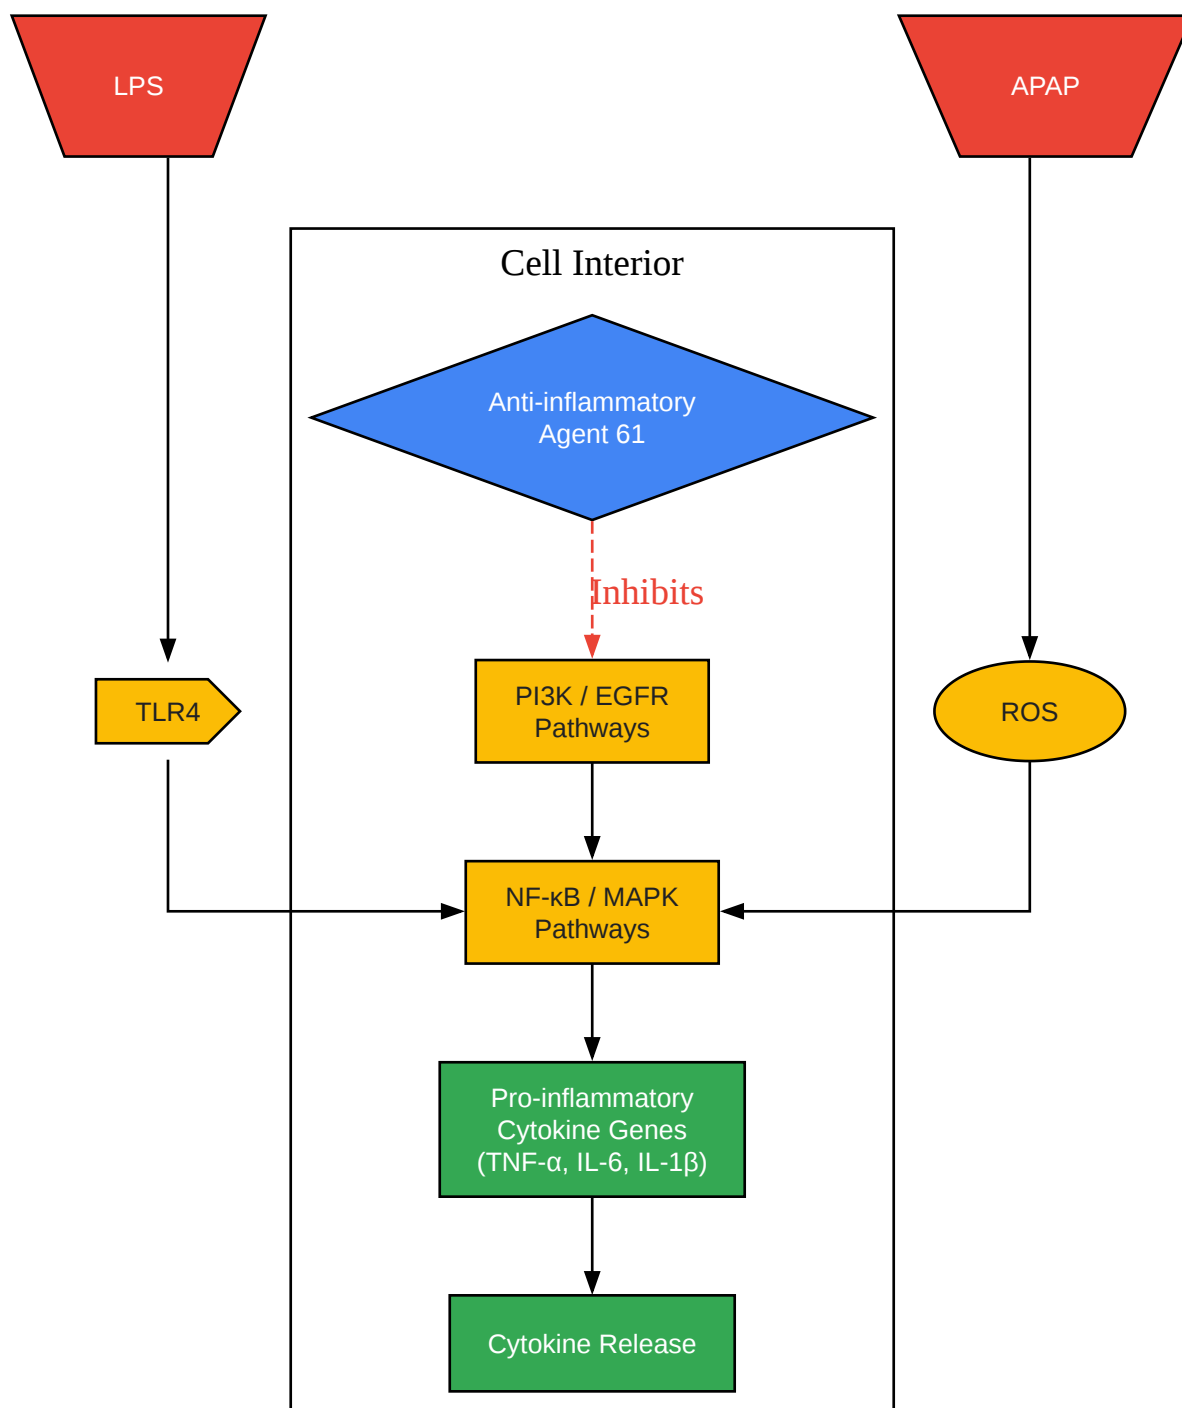 LPS
APAP
Cell Interior
Anti-inflammatory
Agent 61
Inhibits
TLR4
PI3K / EGFR
Pathways
ROS
NF-κB / MAPK
Pathways
Pro-inflammatory
Cytokine Genes
(TNF-α, IL-6, IL-1β)
Cytokine Release